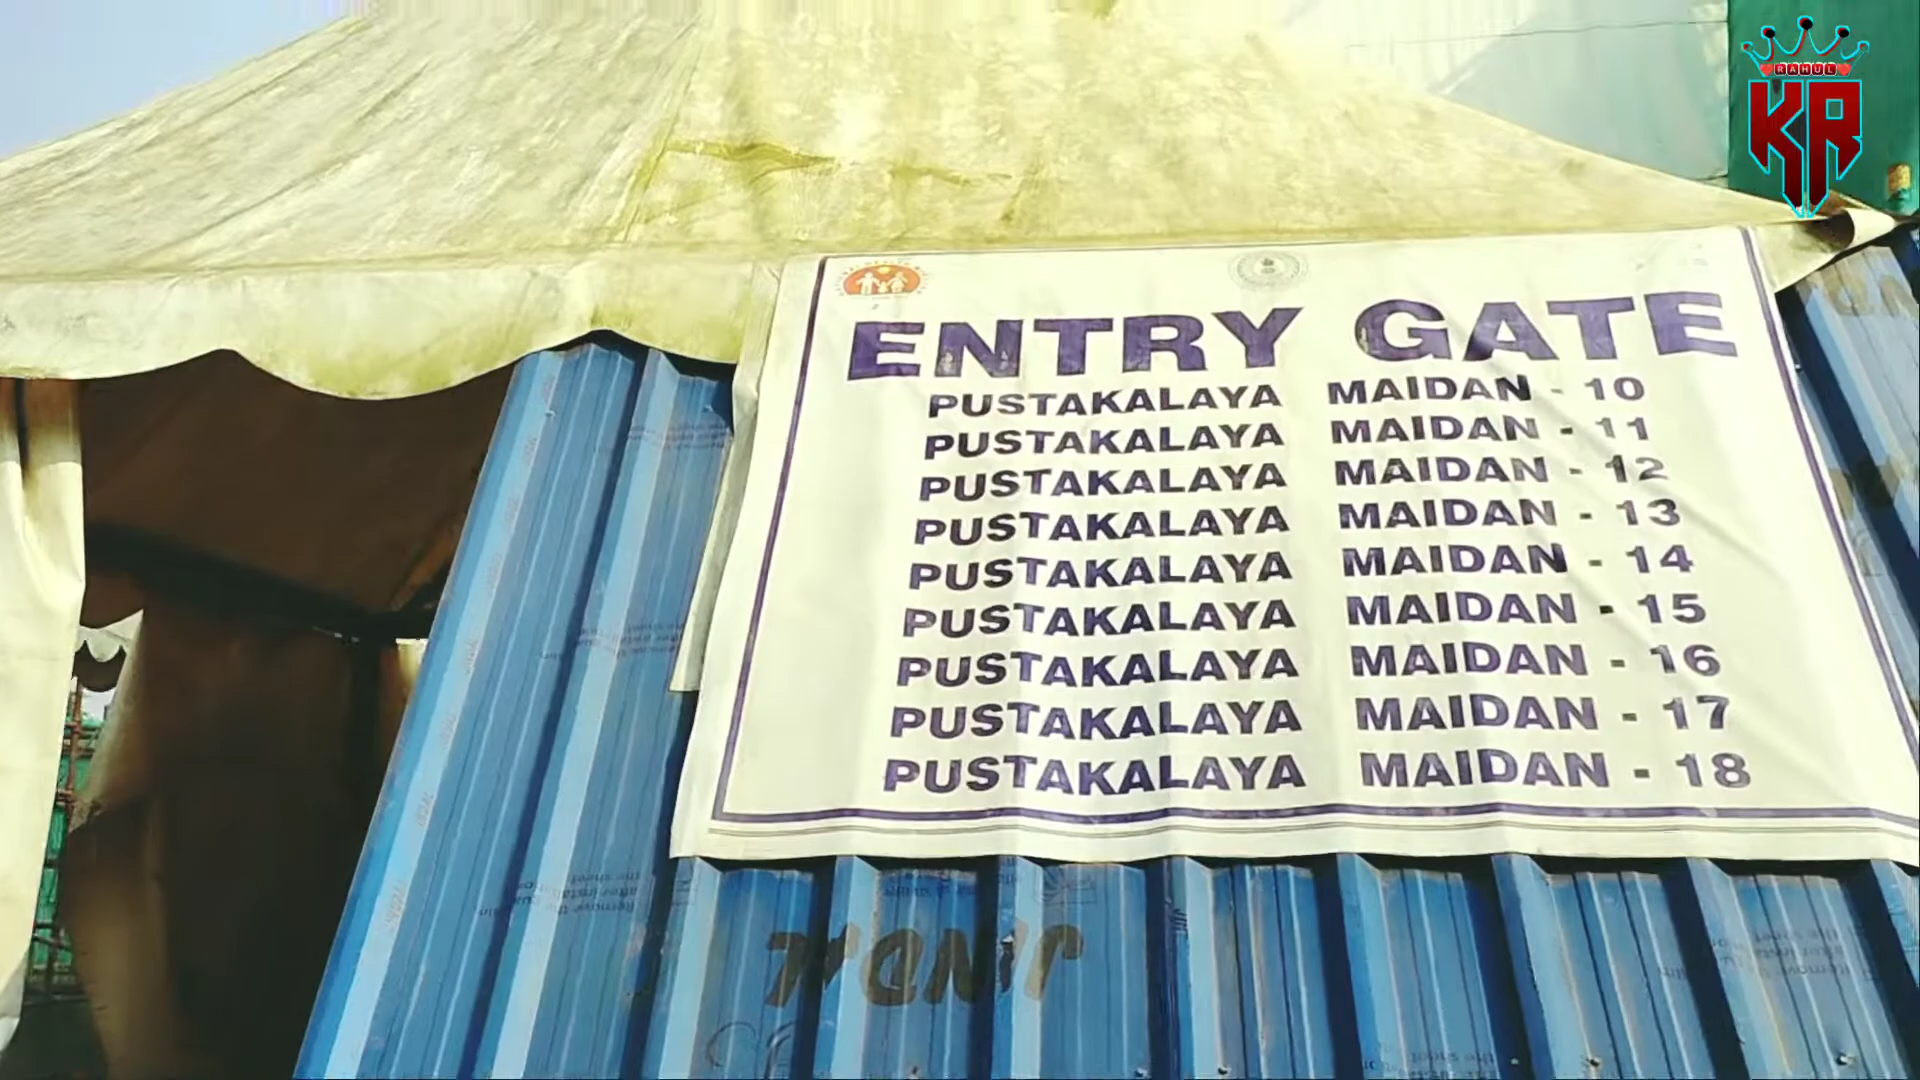 RAHUL
KR
ENTRY GATE
PUSTAKALAYA MAIDAN - 10
PUSTAKALAYA MAIDAN - 11
PUSTAKALAYA MAIDAN - 12
PUSTAKALAYA MAIDAN - 13
PUSTAKALAYA MAIDAN - 14
PUSTAKALAYA MAIDAN - 15
PUSTAKALAYA MAIDAN - 16
PUSTAKALAYA MAIDAN - 17
PUSTAKALAYA MAIDAN - 18